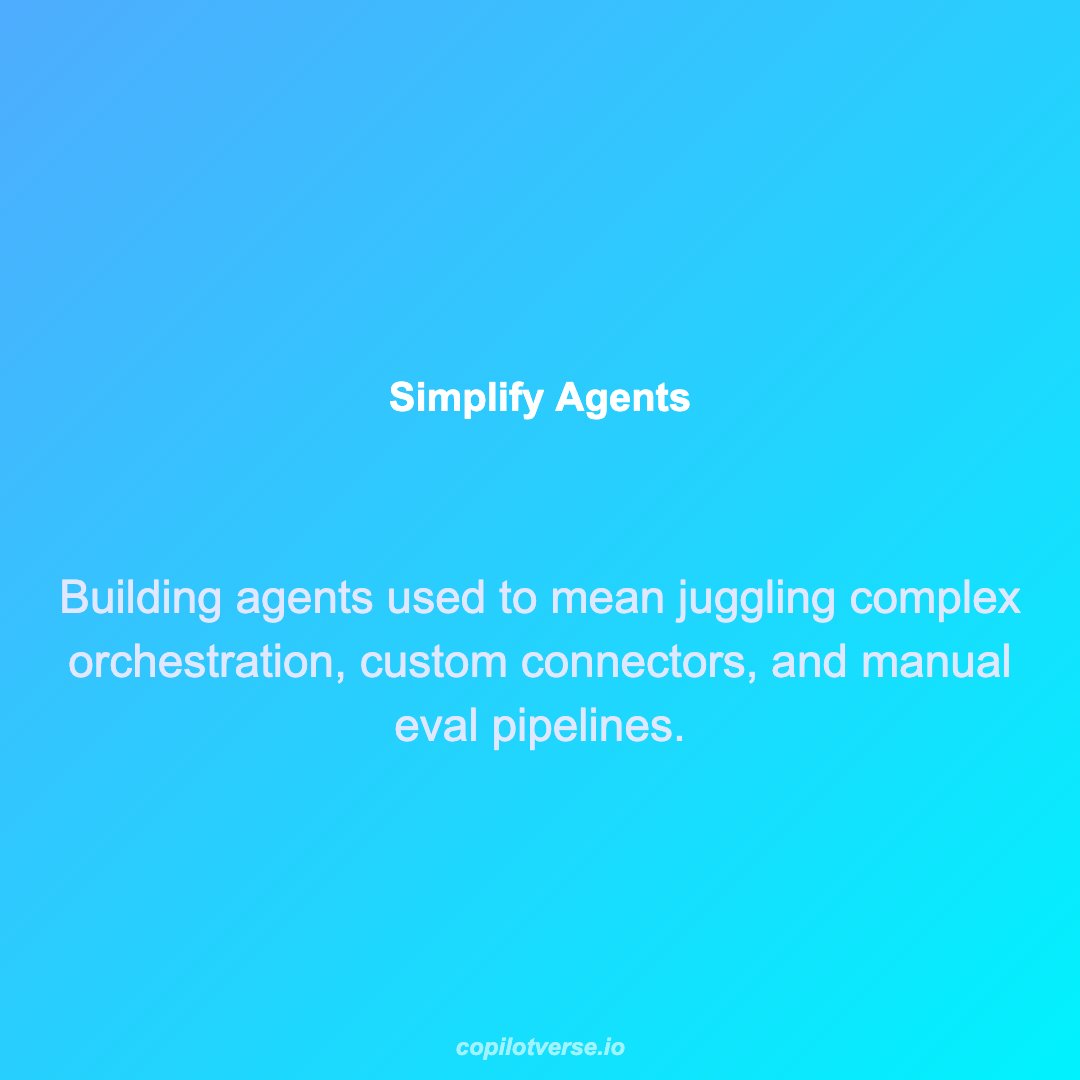 Simplify Agents
Building agents used to mean juggling complex
orchestration, custom connectors, and manual
eval pipelines.
copilotverse.io